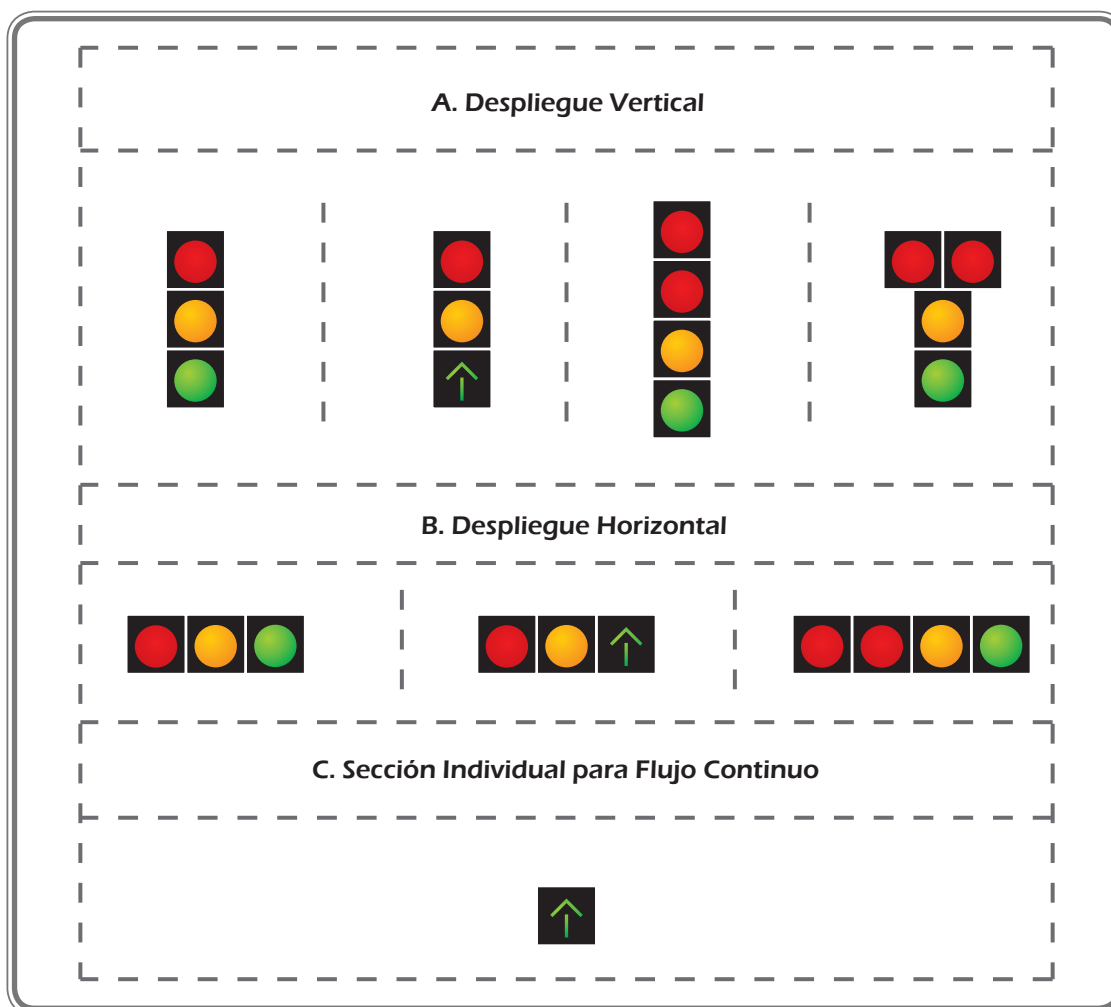 A. Despliegue Vertical
B. Despliegue Horizontal
C. Sección Individual para Flujo Continuo